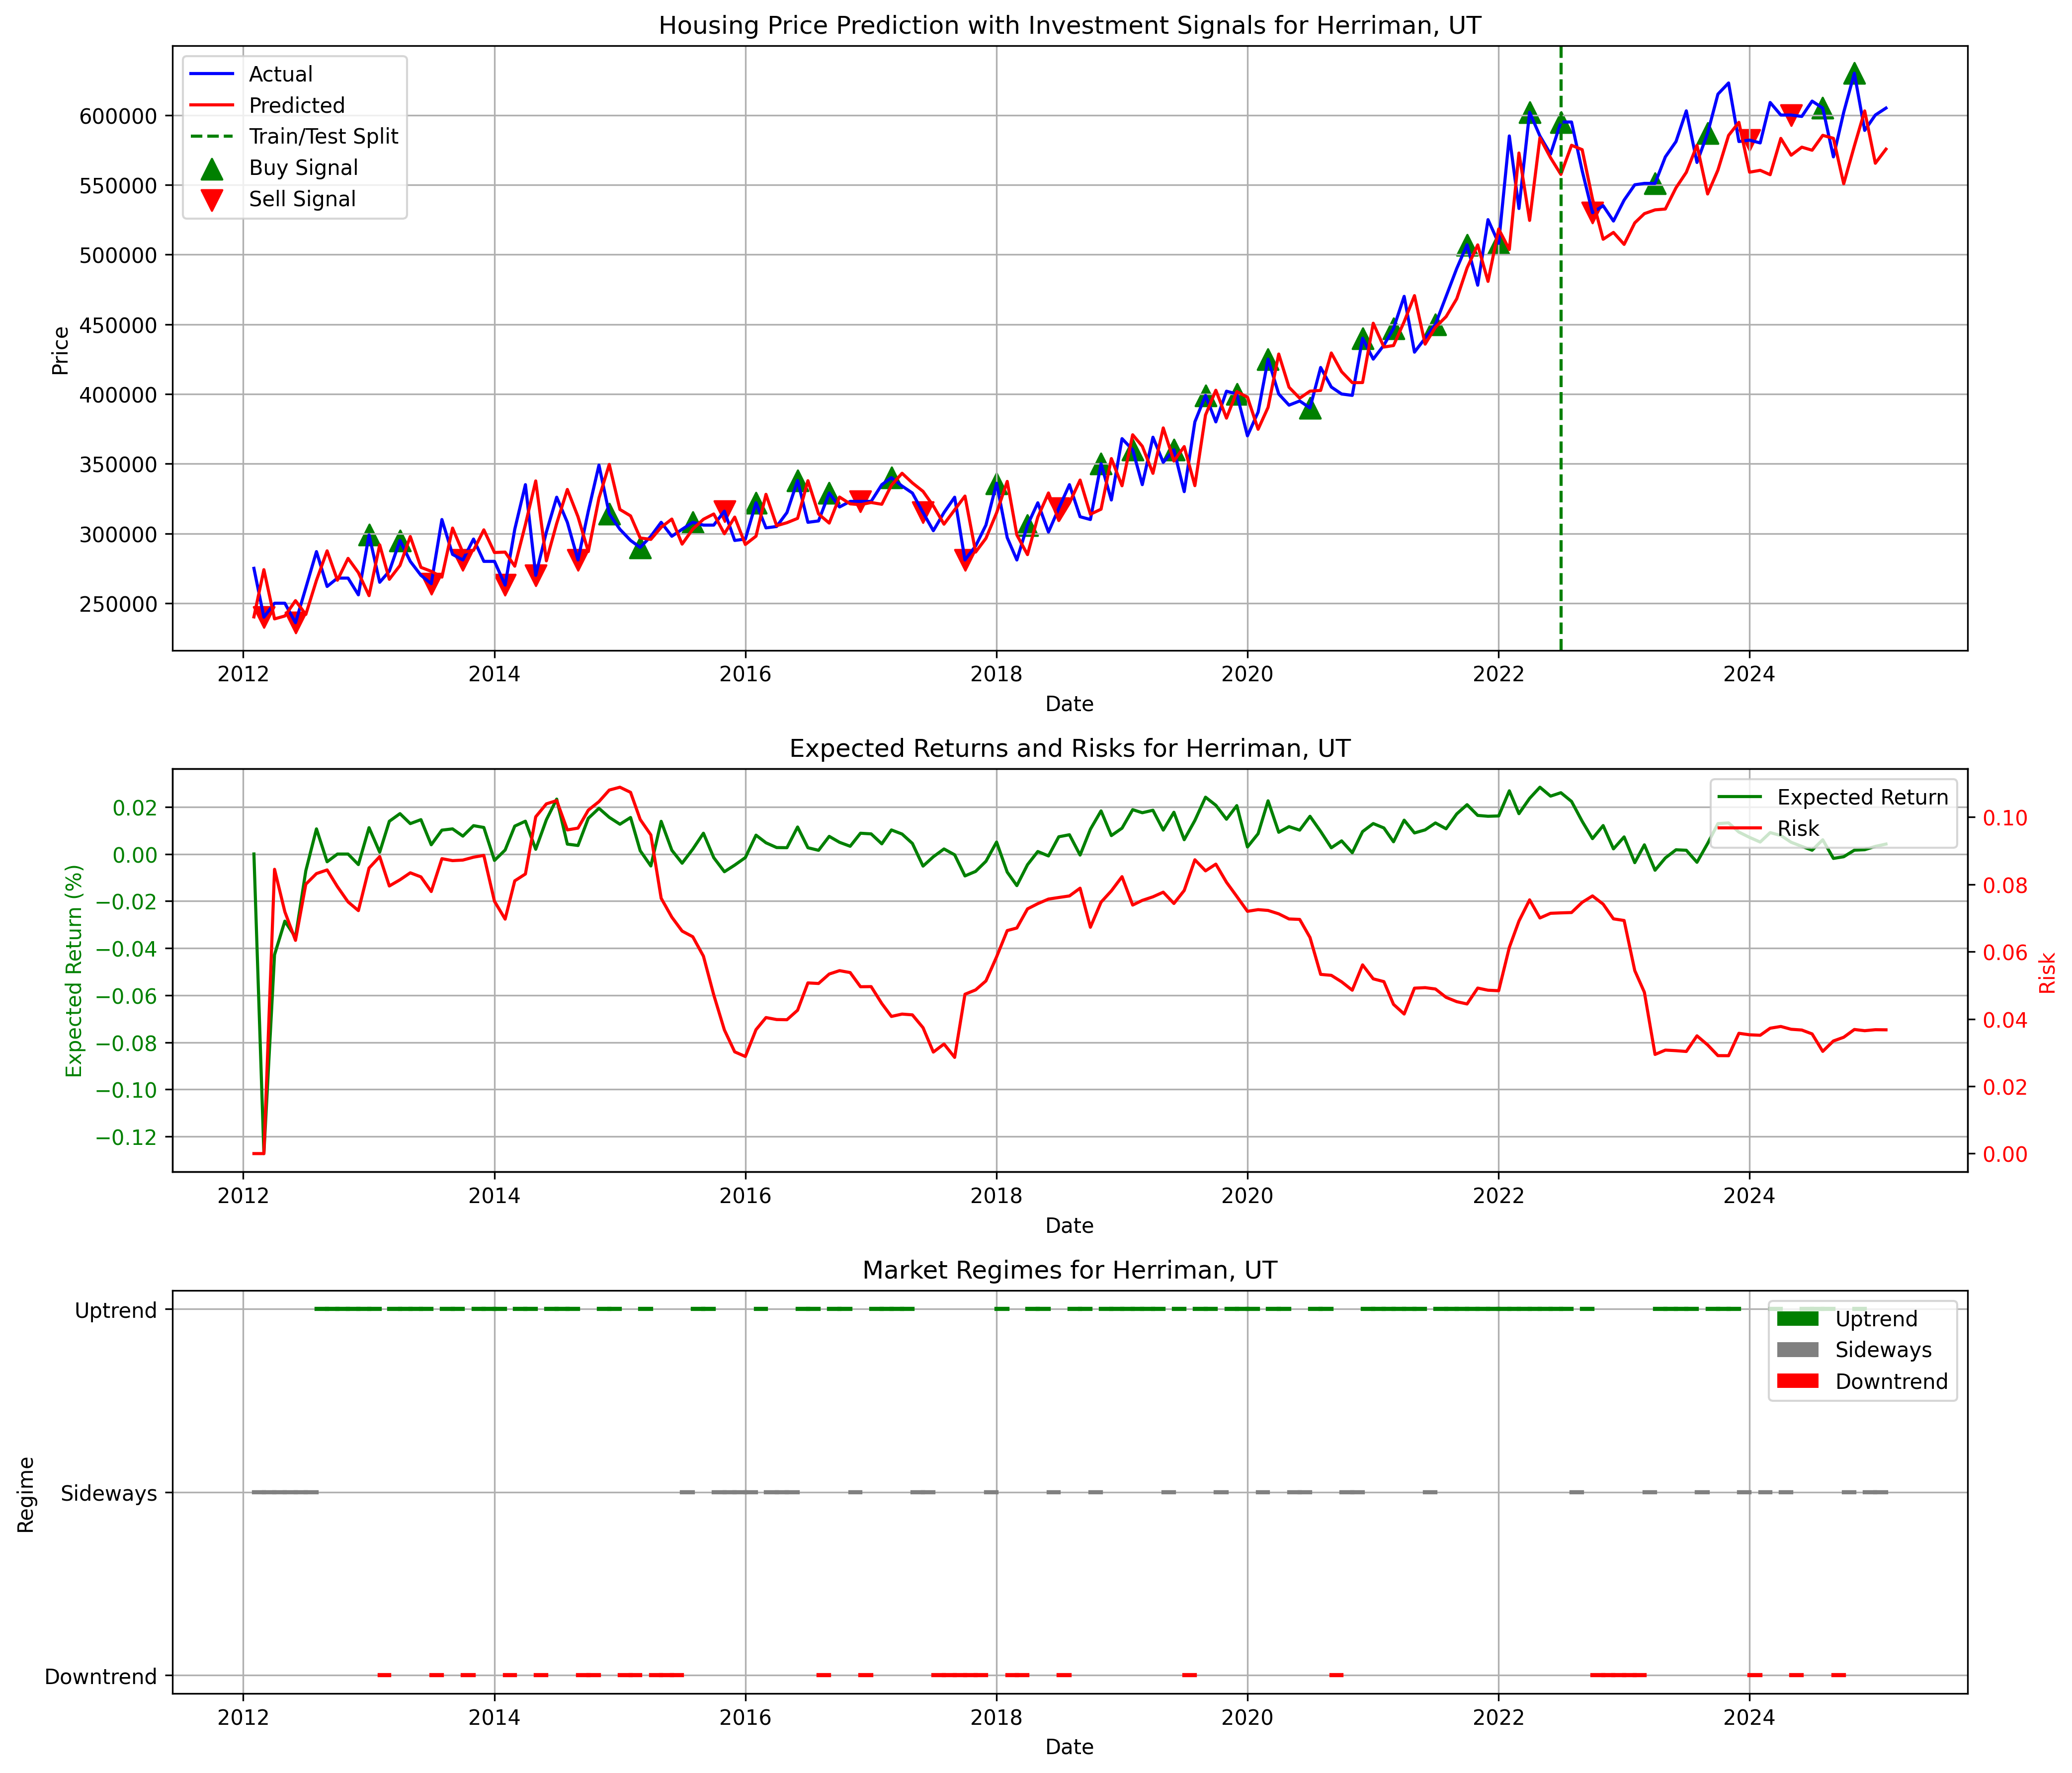 Housing Price Prediction with Investment Signals for Herriman, UT
Actual
Predicted
Train/Test Split
Buy Signal
Sell Signal
Price
600000
550000
500000
450000
400000
350000
300000
250000
2012 2014 2016 2018 2020 2022 2024
Date
Expected Returns and Risks for Herriman, UT
Expected Return
Risk
Expected Return (%)
0.02
0.00
−0.02
−0.04
−0.06
−0.08
−0.10
−0.12
0.10
0.08
0.06
0.04
0.02
0.00
Risk
2012 2014 2016 2018 2020 2022 2024
Date
Market Regimes for Herriman, UT
Uptrend
Sideways
Downtrend
Regime
Uptrend
Sideways
Downtrend
2012 2014 2016 2018 2020 2022 2024
Date